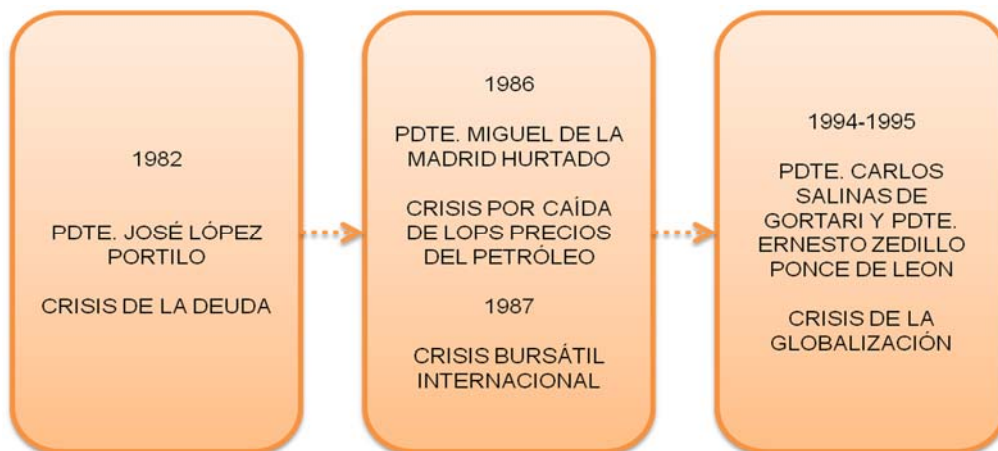 1982
PDTE. JOSÉ LÓPEZ
PORTILO
CRISIS DE LA DEUDA
1986
PDTE. MIGUEL DE LA
MADRID HURTADO
CRISIS POR CAÍDA
DE LOPS PRECIOS
DEL PETRÓLEO
1987
CRISIS BURSÁTIL
INTERNACIONAL
1994-1995
PDTE. CARLOS
SALINAS DE
GORTARI Y PDTE.
ERNESTO ZEDILLO
PONCE DE LEON
CRISIS DE LA
GLOBALIZACIÓN